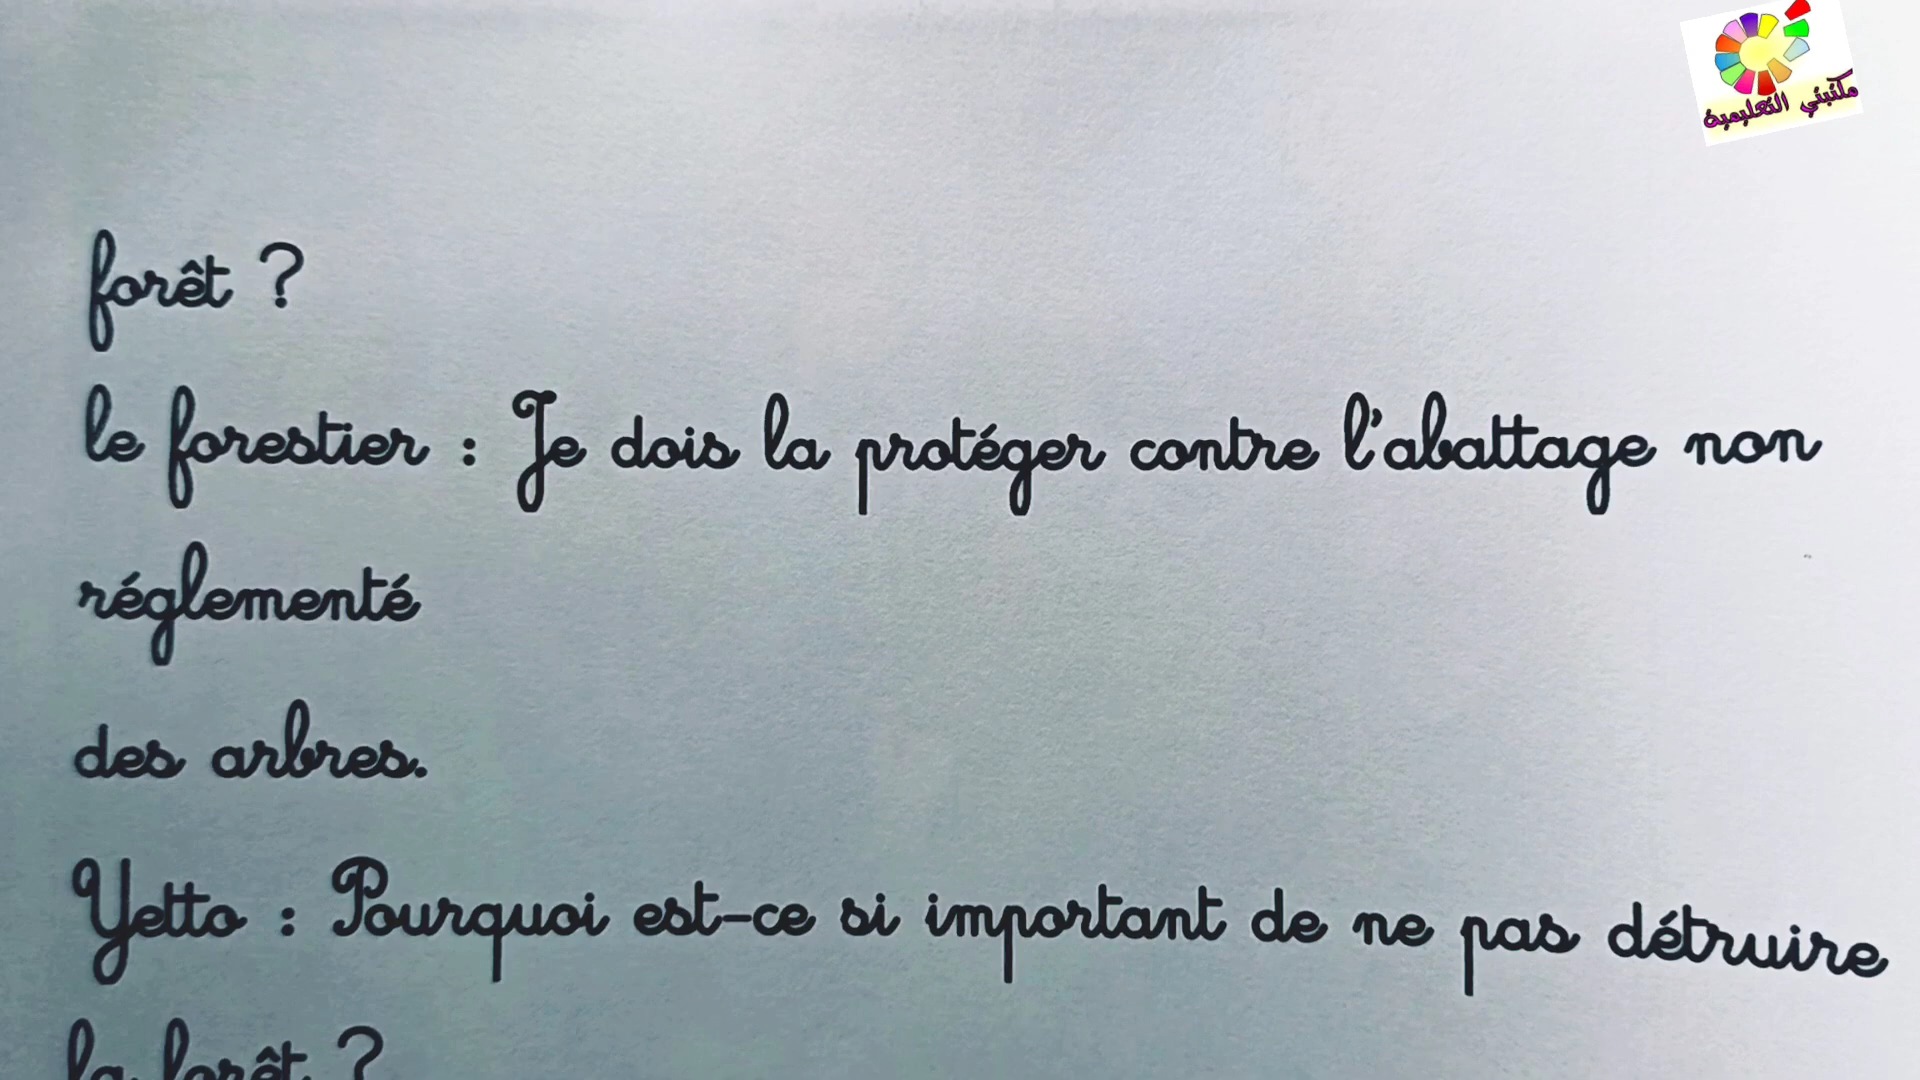 مكتبتي التعليمية
forêt ?
le forestier : Je dois la protéger contre l'abattage non
réglementé
des arbres.
Yetto : Pourquoi est-ce si important de ne pas détruire
la forêt ?